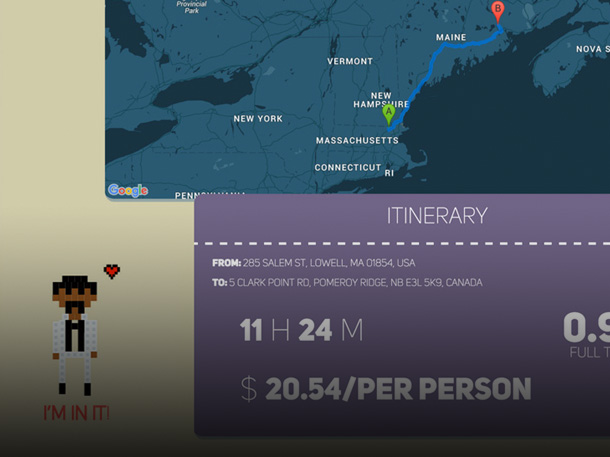 Provincial
Park
B
MAINE
NOVA S
VERMONT
NEW
HAMPSHIRE
A
NEW YORK
MASSACHUSETTS
CONNECTICUT
RI
Google
PENNSYLVANIA
ITINERARY
FROM: 285 SALEM ST, LOWELL, MA 01854, USA
TO: 5 CLARK POINT RD, POMEROY RIDGE, NB E3L 5K9, CANADA
11 H 24 M
0.9
FULL T
$ 20.54/PER PERSON
I'M IN IT!